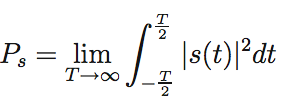 P_s = \lim_{T \to \infty} \int_{-\frac{T}{2}}^{\frac{T}{2}} |s(t)|^2 dt